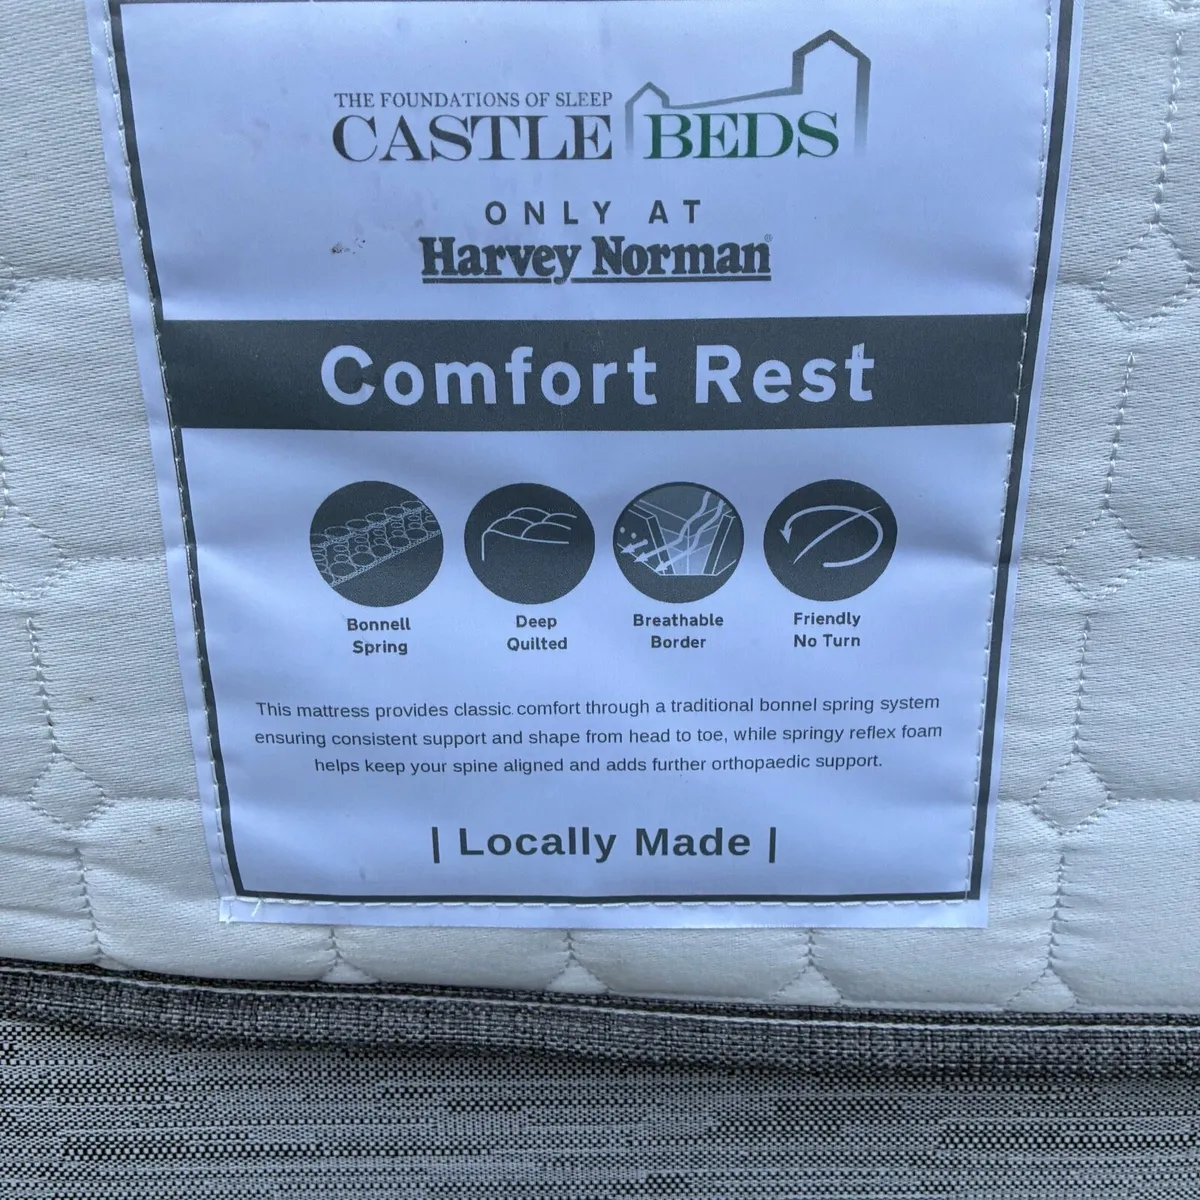 THE FOUNDATIONS OF SLEEP
CASTLE BEDS
ONLY AT
Harvey Norman®
Comfort Rest
Bonnell Spring
Deep Quilted
Breathable Border
Friendly No Turn
This mattress provides classic comfort through a traditional bonnel spring system
ensuring consistent support and shape from head to toe, while springy reflex foam
helps keep your spine aligned and adds further orthopaedic support.
| Locally Made |